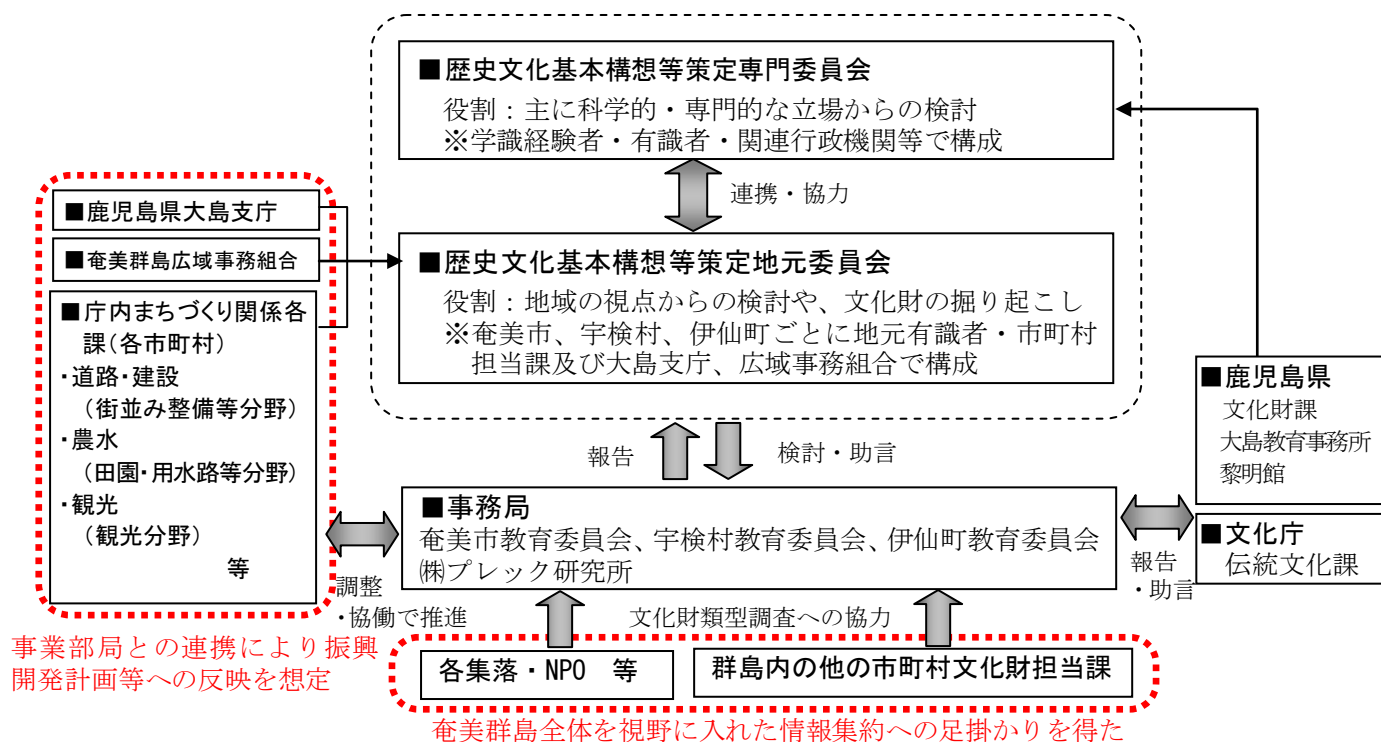 ■歴史文化基本構想等策定専門委員会
役割：主に科学的・専門的な立場からの検討
※学識経験者・有識者・関連行政機関等で構成
連携・協力
■歴史文化基本構想等策定地元委員会
役割：地域の視点からの検討や、文化財の掘り起こし
※奄美市、宇検村、伊仙町ごとに地元有識者・市町村
担当課及び大島支庁、広域事務組合で構成
■鹿児島県大島支庁
■奄美群島広域事務組合
■庁内まちづくり関係各
課（各市町村）
・道路・建設
（街並み整備等分野）
・農水
（田園・用水路等分野）
・観光
（観光分野）
等
■鹿児島県
文化財課
大島教育事務所
黎明館
■文化庁
伝統文化課
報告
検討・助言
■事務局
奄美市教育委員会、宇検村教育委員会、伊仙町教育委員会
㈱プレック研究所
調整
・協働で推進
報告
・助言
文化財類型調査への協力
各集落・NPO　等
群島内の他の市町村文化財担当課
事業部局との連携により振興
開発計画等への反映を想定
奄美群島全体を視野に入れた情報集約への足掛かりを得た